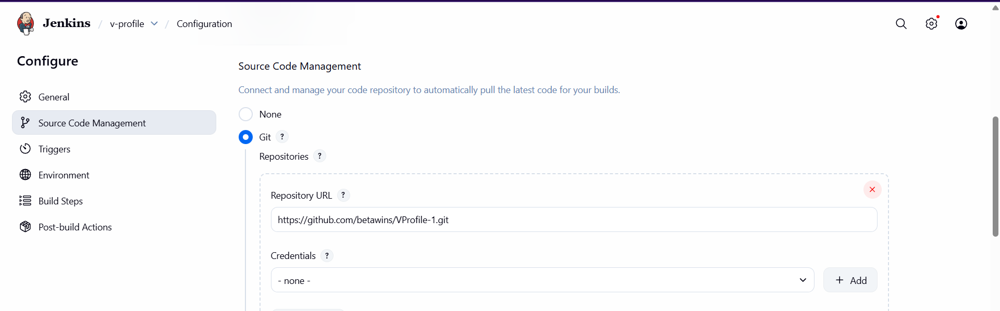 Jenkins / v-profile / Configuration
Configure
General
Source Code Management
Triggers
Environment
Build Steps
Post-build Actions
Source Code Management
Connect and manage your code repository to automatically pull the latest code for your builds.
None
Git ?
Repositories ?
Repository URL ?
https://github.com/betawins/VProfile-1.git
Credentials ?
- none -
+ Add